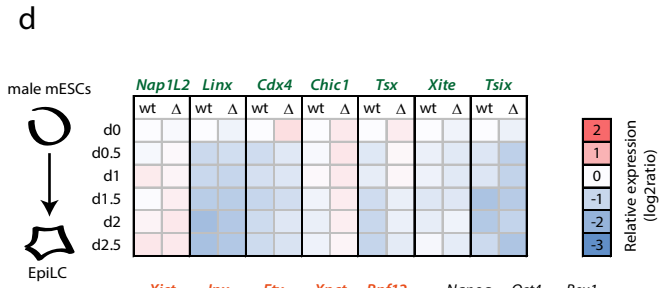 d
male mESCs
EpiLC
Nap1L2 Linx Cdx4 Chic1 Tsx Xite Tsix
wt Δ wt Δ wt Δ wt Δ wt Δ wt Δ wt Δ
d0
d0.5
d1
d1.5
d2
d2.5
2
1
0
-1
-2
-3
Relative expression
(log2ratio)